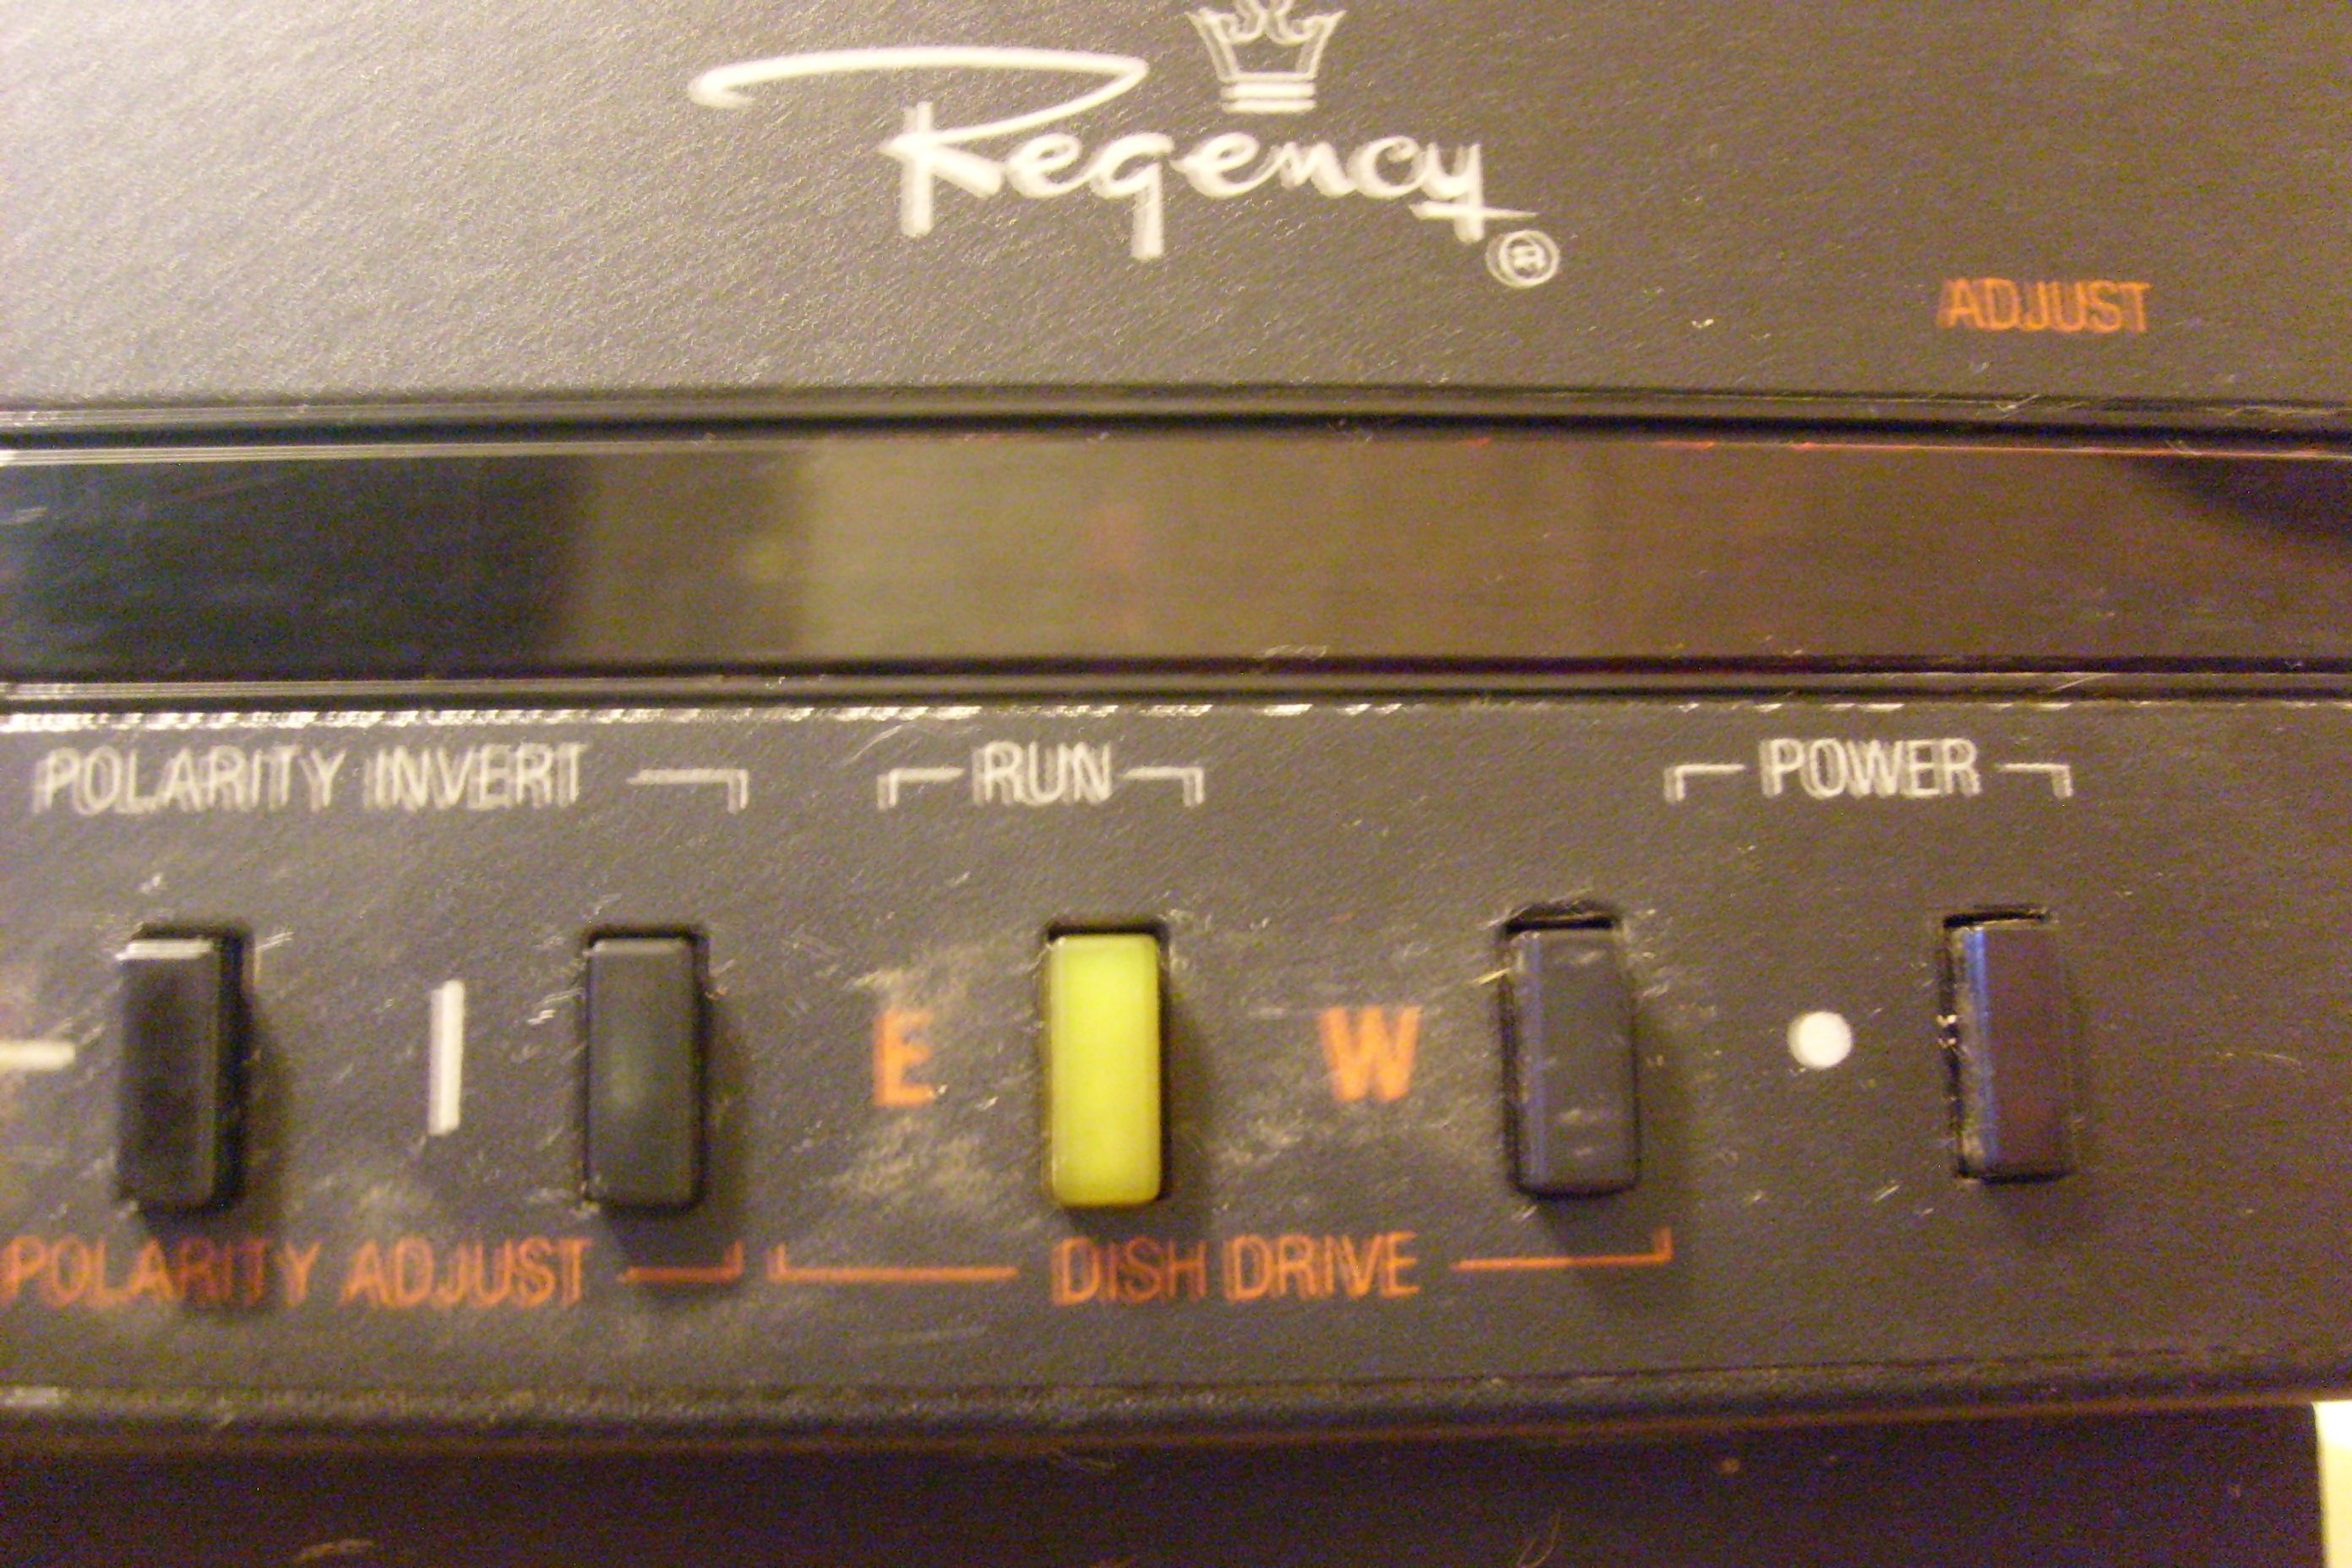 Regency®
ADJUST
POLARITY INVERT RUN POWER
E W
POLARITY ADJUST DISH DRIVE